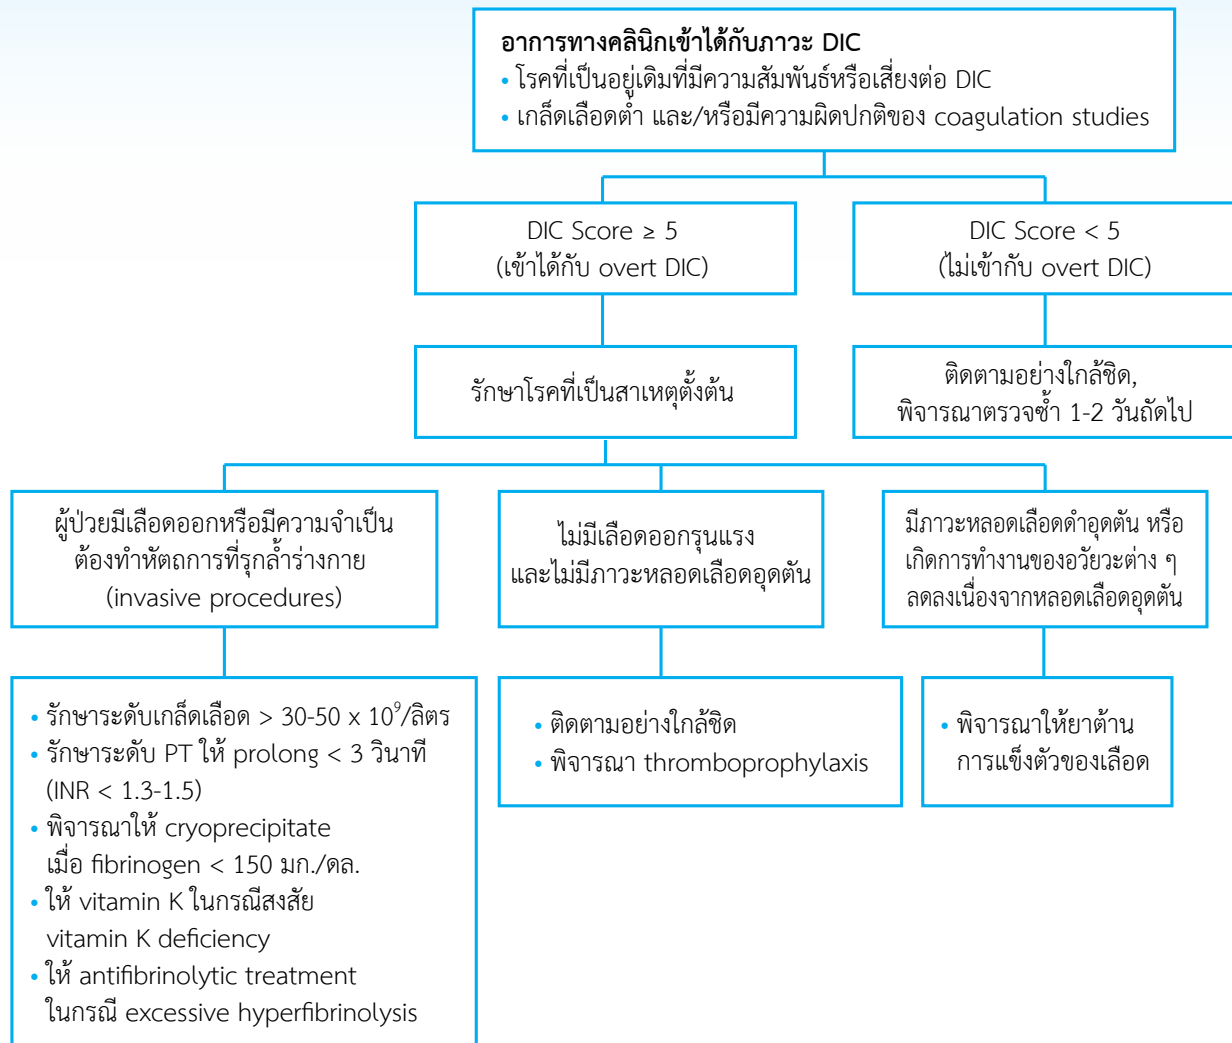 อาการทางคลินิกเข้าได้กับภาวะ DIC
• โรคที่เป็นอยู่เดิมที่มีความสัมพันธ์หรือเสี่ยงต่อ DIC
• เกล็ดเลือดต่ำ และ/หรือมีความผิดปกติของ coagulation studies
DIC Score ≥ 5
(เข้าได้กับ overt DIC)
DIC Score < 5
(ไม่เข้ากับ overt DIC)
รักษาโรคที่เป็นสาเหตุตั้งต้น
ติดตามอย่างใกล้ชิด,
พิจารณาตรวจซ้ำ 1-2 วันถัดไป
ผู้ป่วยมีเลือดออกหรือมีความจำเป็น
ต้องทำหัตถการที่รุกล้ำร่างกาย
(invasive procedures)
ไม่มีเลือดออกรุนแรง
และไม่มีภาวะหลอดเลือดอุดตัน
มีภาวะหลอดเลือดดำอุดตัน หรือ
เกิดการทำงานของอวัยวะต่าง ๆ
ลดลงเนื่องจากหลอดเลือดอุดตัน
• รักษาระดับเกล็ดเลือด > 30-50 x 10⁹/ลิตร
• รักษาระดับ PT ให้ prolong < 3 วินาที
(INR < 1.3-1.5)
• พิจารณาให้ cryoprecipitate
เมื่อ fibrinogen < 150 มก./ดล.
• ให้ vitamin K ในกรณีสงสัย
vitamin K deficiency
• ให้ antifibrinolytic treatment
ในกรณี excessive hyperfibrinolysis
• ติดตามอย่างใกล้ชิด
• พิจารณา thromboprophylaxis
• พิจารณาให้ยาต้าน
การแข็งตัวของเลือด